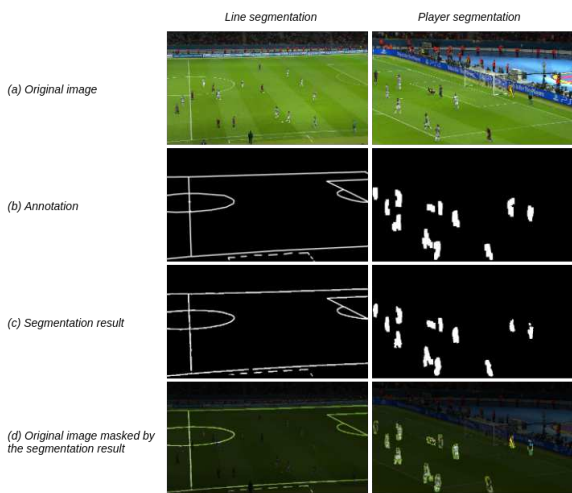 Line segmentation
Player segmentation
(a) Original image
(b) Annotation
(c) Segmentation result
(d) Original image masked by
the segmentation result